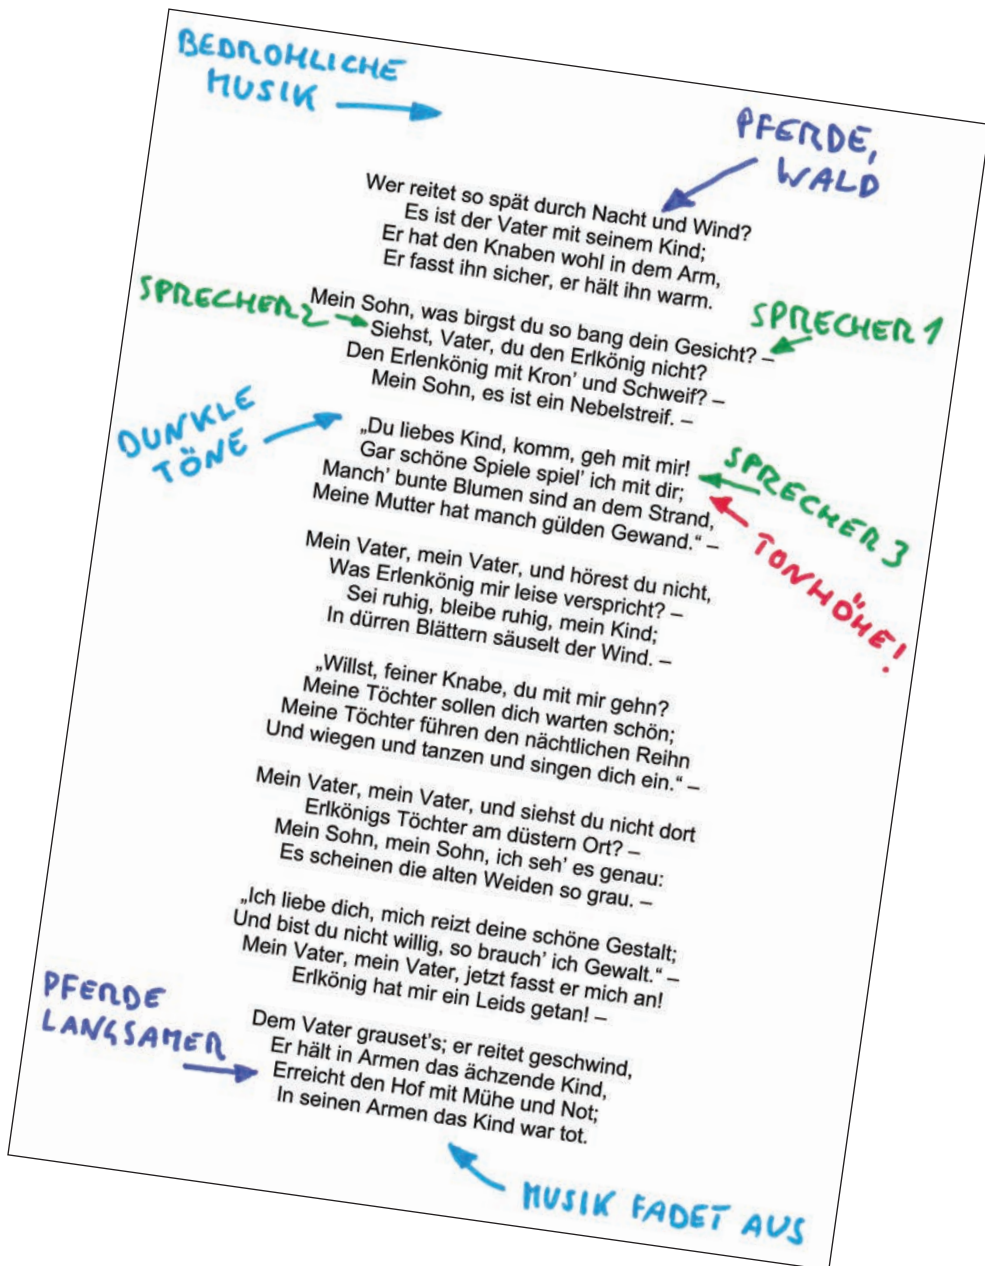 BEDROHLICHE
MUSIK
PFERDE,
WALD
Wer reitet so spät durch Nacht und Wind?
Es ist der Vater mit seinem Kind;
Er hat den Knaben wohl in dem Arm,
Er fasst ihn sicher, er hält ihn warm.
SPRECHER 2
SPRECHER 1
Mein Sohn, was birgst du so bang dein Gesicht? –
Siehst, Vater, du den Erlkönig nicht?
Den Erlenkönig mit Kron' und Schweif? –
Mein Sohn, es ist ein Nebelstreif. –
DUNKLE
TÖNE
„Du liebes Kind, komm, geh mit mir!
Gar schöne Spiele spiel' ich mit dir;
Manch' bunte Blumen sind an dem Strand,
Meine Mutter hat manch gülden Gewand.“ –
SPRECHER 3
TONHÖHE!
Mein Vater, mein Vater, und hörest du nicht,
Was Erlenkönig mir leise verspricht? –
Sei ruhig, bleibe ruhig, mein Kind;
In dürren Blättern säuselt der Wind. –
„Willst, feiner Knabe, du mit mir gehn?
Meine Töchter sollen dich warten schön;
Meine Töchter führen den nächtlichen Reihn
Und wiegen und tanzen und singen dich ein.“ –
Mein Vater, mein Vater, und siehst du nicht dort
Erlkönigs Töchter am düstern Ort? –
Mein Sohn, mein Sohn, ich seh' es genau:
Es scheinen die alten Weiden so grau. –
„Ich liebe dich, mich reizt deine schöne Gestalt;
Und bist du nicht willig, so brauch' ich Gewalt.“ –
Mein Vater, mein Vater, jetzt fasst er mich an!
Erlkönig hat mir ein Leids getan! –
PFERDE
LANGSAMER
Dem Vater grauset's; er reitet geschwind,
Er hält in Armen das ächzende Kind,
Erreicht den Hof mit Mühe und Not;
In seinen Armen das Kind war tot.
MUSIK FADET AUS